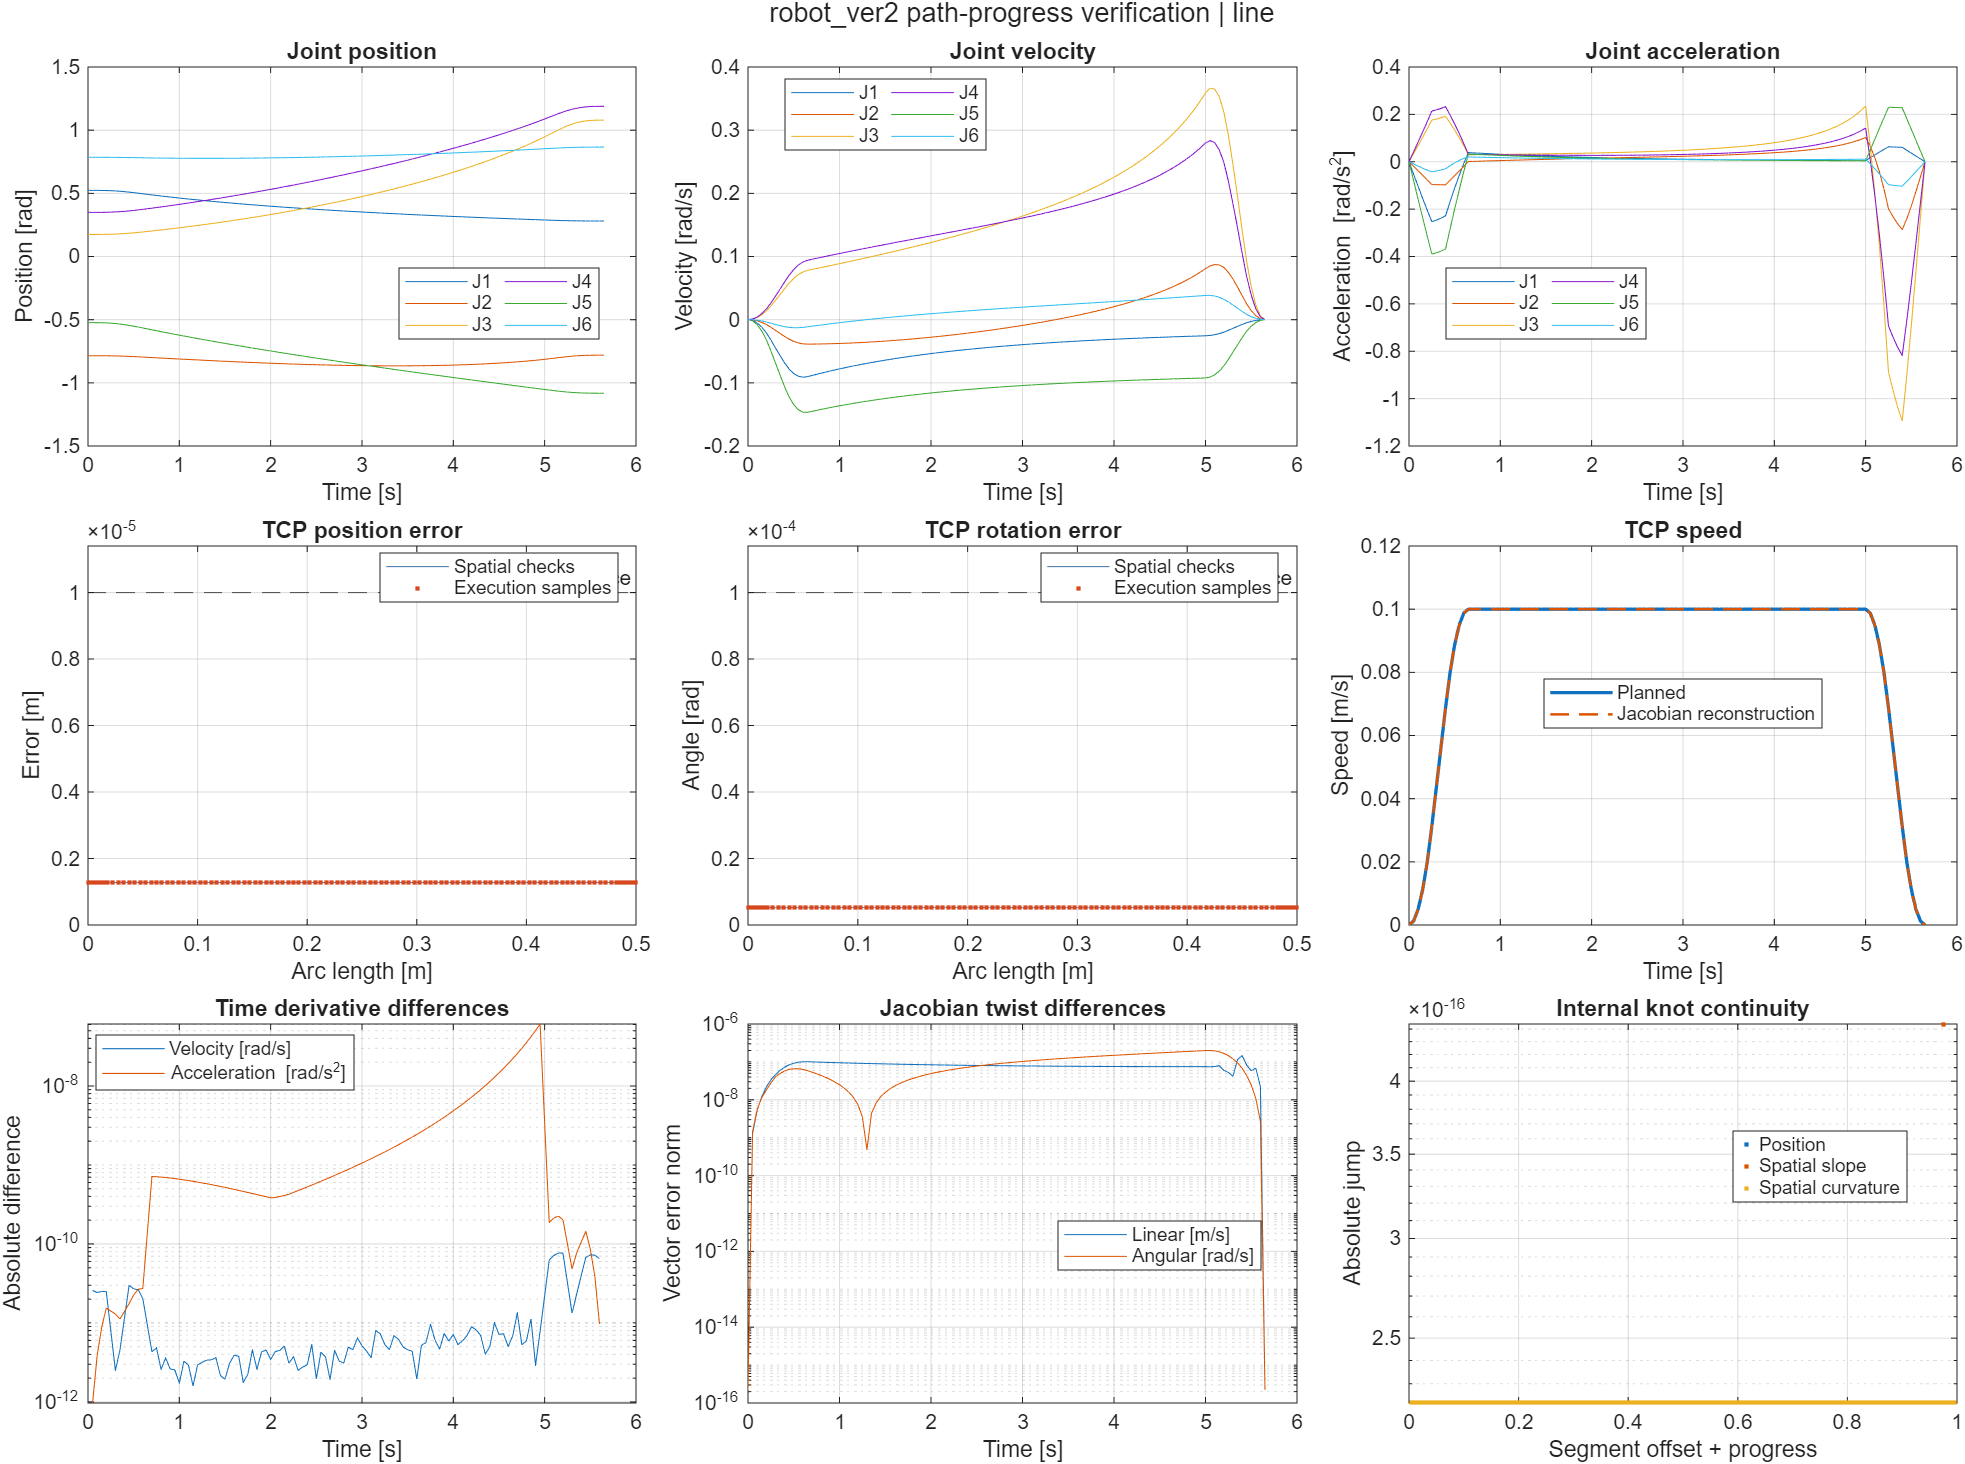 robot_ver2 path-progress verification | line
Joint position
1.5
1
0.5
0
-0.5
-1
-1.5
Position [rad]
J1 J4
J2 J5
J3 J6
0 1 2 3 4 5 6
Time [s]
Joint velocity
0.4
0.3
0.2
0.1
0
-0.1
-0.2
Velocity [rad/s]
J1 J4
J2 J5
J3 J6
0 1 2 3 4 5 6
Time [s]
Joint acceleration
0.4
0.2
0
-0.2
-0.4
-0.6
-0.8
-1
-1.2
Acceleration [rad/s²]
J1 J4
J2 J5
J3 J6
0 1 2 3 4 5 6
Time [s]
×10⁻⁵
TCP position error
1
0.8
0.6
0.4
0.2
0
Error [m]
Spatial checks
Execution samples
0 0.1 0.2 0.3 0.4 0.5
Arc length [m]
×10⁻⁴
TCP rotation error
1
0.8
0.6
0.4
0.2
0
Angle [rad]
Spatial checks
Execution samples
0 0.1 0.2 0.3 0.4 0.5
Arc length [m]
TCP speed
0.12
0.1
0.08
0.06
0.04
0.02
0
Speed [m/s]
Planned
Jacobian reconstruction
0 1 2 3 4 5 6
Time [s]
Time derivative differences
10⁻⁸
10⁻¹⁰
10⁻¹²
Absolute difference
Velocity [rad/s]
Acceleration [rad/s²]
0 1 2 3 4 5 6
Time [s]
Jacobian twist differences
10⁻⁶
10⁻⁸
10⁻¹⁰
10⁻¹²
10⁻¹⁴
10⁻¹⁶
Vector error norm
Linear [m/s]
Angular [rad/s]
0 1 2 3 4 5 6
Time [s]
×10⁻¹⁶
Internal knot continuity
4
3.5
3
2.5
Absolute jump
Position
Spatial slope
Spatial curvature
0 0.2 0.4 0.6 0.8 1
Segment offset + progress